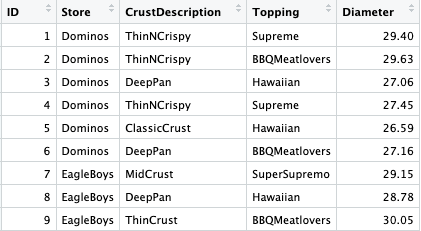 ID Store CrustDescription Topping Diameter
1 Dominos ThinNCrispy Supreme 29.40
2 Dominos ThinNCrispy BBQMeatlovers 29.63
3 Dominos DeepPan Hawaiian 27.06
4 Dominos ThinNCrispy Supreme 27.45
5 Dominos ClassicCrust Hawaiian 26.59
6 Dominos DeepPan BBQMeatlovers 27.16
7 EagleBoys MidCrust SuperSupremo 29.15
8 EagleBoys DeepPan Hawaiian 28.78
9 EagleBoys ThinCrust BBQMeatlovers 30.05